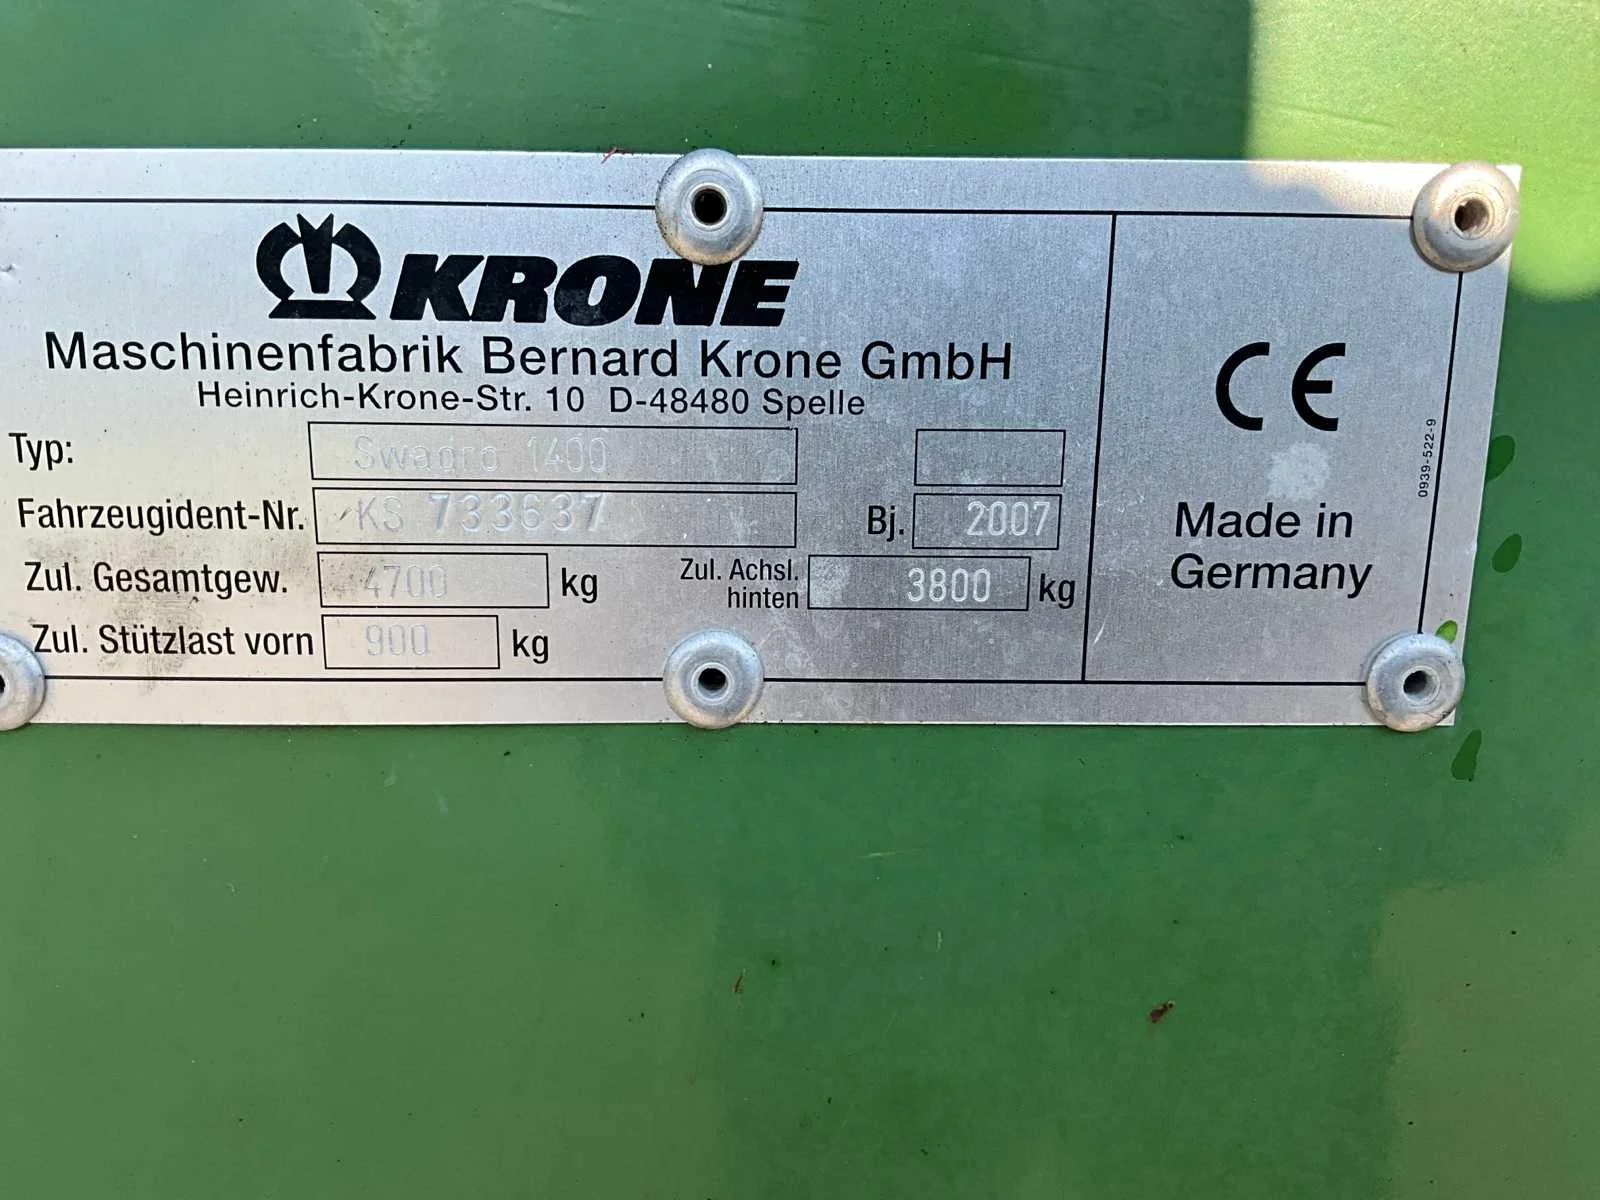 KRONE
Maschinenfabrik Bernard Krone GmbH
Heinrich-Krone-Str. 10 D-48480 Spelle
Typ: Swadro 1400
Fahrzeugident-Nr. KS 733637 Bj. 2007
Zul. Gesamtgew. 4700 kg Zul. Achsl. hinten 3800 kg
Zul. Stützlast vorn 900 kg
CE
Made in
Germany
0939-522-9